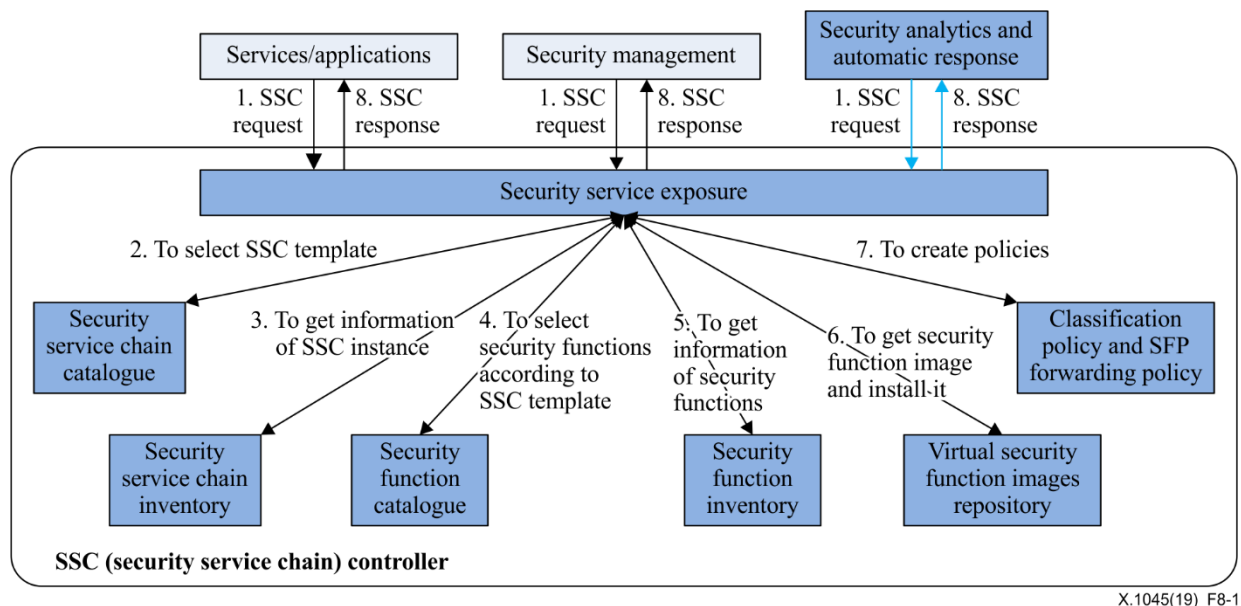 Services/applications
Security management
Security analytics and
automatic response
1. SSC
request
8. SSC
response
1. SSC
request
8. SSC
response
1. SSC
request
8. SSC
response
Security service exposure
2. To select SSC template
7. To create policies
3. To get information
of SSC instance
4. To select
security functions
according to
SSC template
5. To get
information
of security
functions
6. To get security
function image
and install it
Security
service chain
catalogue
Classification
policy and SFP
forwarding policy
Security
service chain
inventory
Security
function
catalogue
Security
function
inventory
Virtual security
function images
repository
SSC (security service chain) controller
X.1045(19)_F8-1